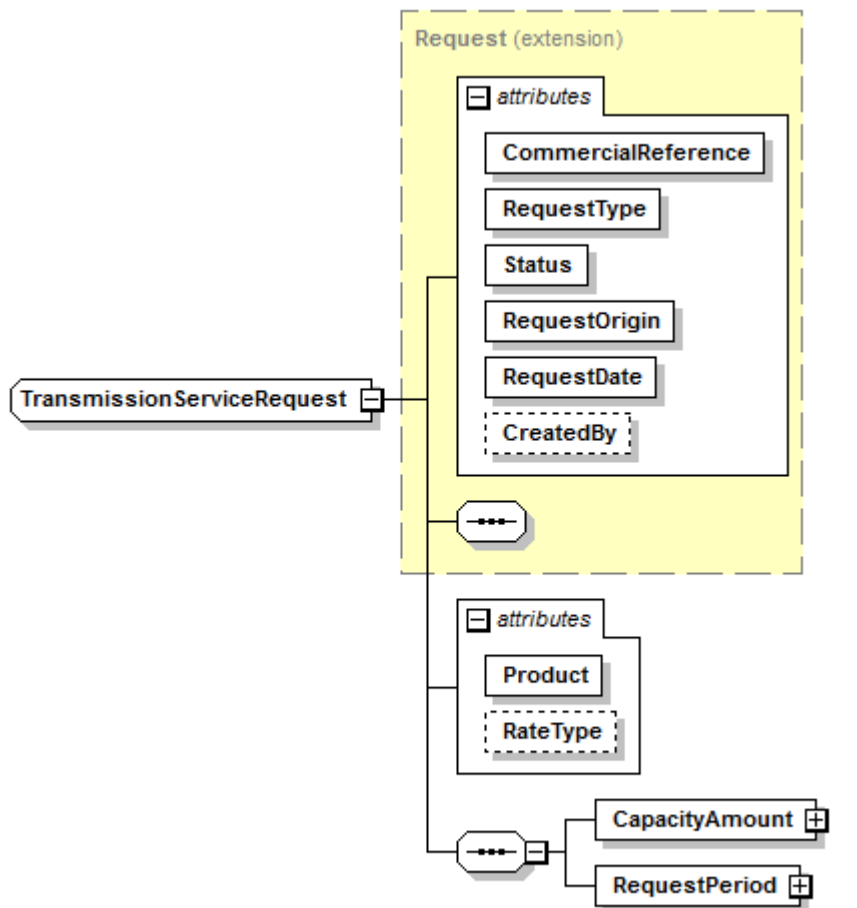 Request (extension)
attributes
CommercialReference
RequestType
Status
RequestOrigin
RequestDate
CreatedBy
TransmissionServiceRequest
attributes
Product
RateType
CapacityAmount
RequestPeriod